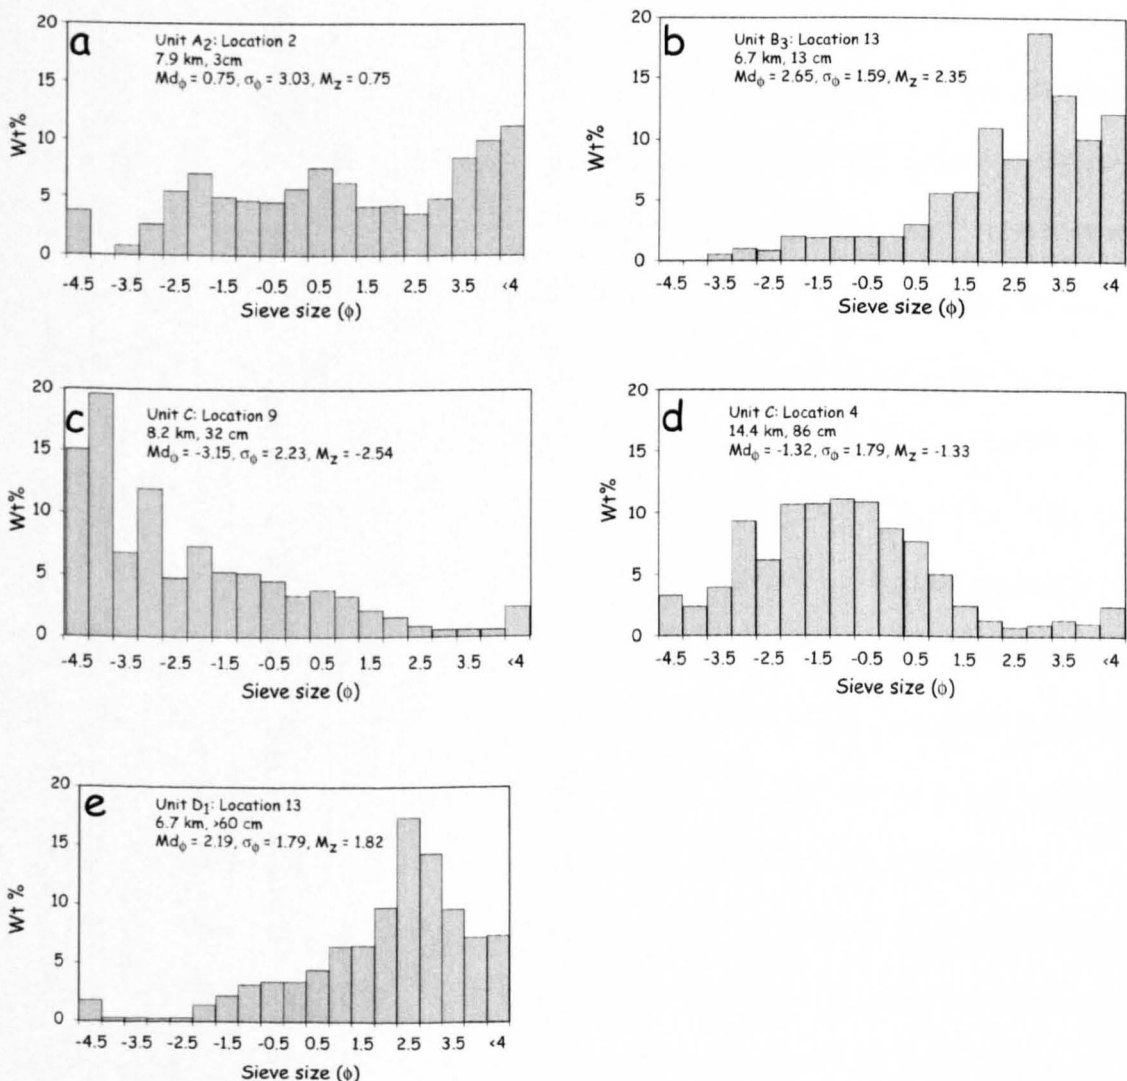 a
Unit A2: Location 2
7.9 km, 3cm
Mdϕ = 0.75, σϕ = 3.03, MZ = 0.75
Wt%
20
15
10
5
0
-4.5 -3.5 -2.5 -1.5 -0.5 0.5 1.5 2.5 3.5 <4
Sieve size (ϕ)
b
Unit B3: Location 13
6.7 km, 13 cm
Mdϕ = 2.65, σϕ = 1.59, MZ = 2.35
Wt%
20
15
10
5
0
-4.5 -3.5 -2.5 -1.5 -0.5 0.5 1.5 2.5 3.5 <4
Sieve size (ϕ)
c
Unit C: Location 9
8.2 km, 32 cm
Mdϕ = -3.15, σϕ = 2.23, MZ = -2.54
Wt%
20
15
10
5
0
-4.5 -3.5 -2.5 -1.5 -0.5 0.5 1.5 2.5 3.5 <4
Sieve size (ϕ)
d
Unit C: Location 4
14.4 km, 86 cm
Mdϕ = -1.32, σϕ = 1.79, MZ = -1.33
Wt%
20
15
10
5
0
-4.5 -3.5 -2.5 -1.5 -0.5 0.5 1.5 2.5 3.5 <4
Sieve size (ϕ)
e
Unit D1: Location 13
6.7 km, >60 cm
Mdϕ = 2.19, σϕ = 1.79, MZ = 1.82
Wt %
20
15
10
5
0
-4.5 -3.5 -2.5 -1.5 -0.5 0.5 1.5 2.5 3.5 <4
Sieve size (ϕ)